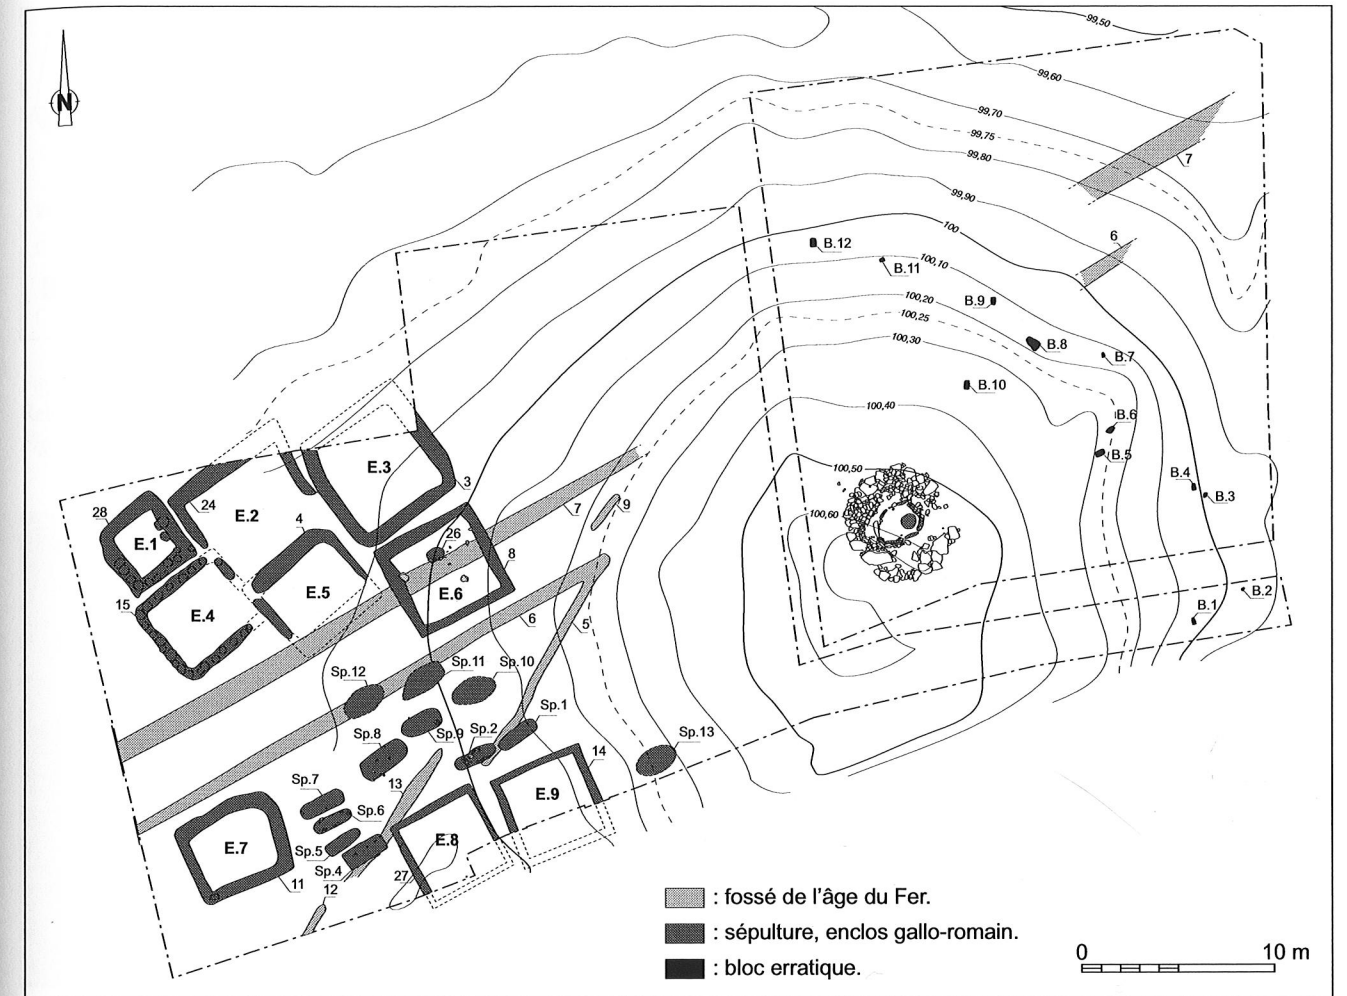 99,50
N
99,60
99,70
99,75
7
99,80
99,90
100
6
B.12
100,10
B.11
100,20
B.9
100,25
100,30
B.8
B.7
B.10
100,40
B.6
B.5
100,50
E.3
3
B.4
B.3
28
24
7
9
100,60
E.2
4
26
E.1
8
E.5
E.6
B.2
15
E.4
6
5
B.1
Sp.11
Sp.10
Sp.12
Sp.1
Sp.8
Sp.9
Sp.2
Sp.13
14
Sp.7
13
E.9
Sp.6
E.7
Sp.5
E.8
Sp.4
11
12
27
: fossé de l'âge du Fer.
: sépulture, enclos gallo-romain.
: bloc erratique.
0 10 m